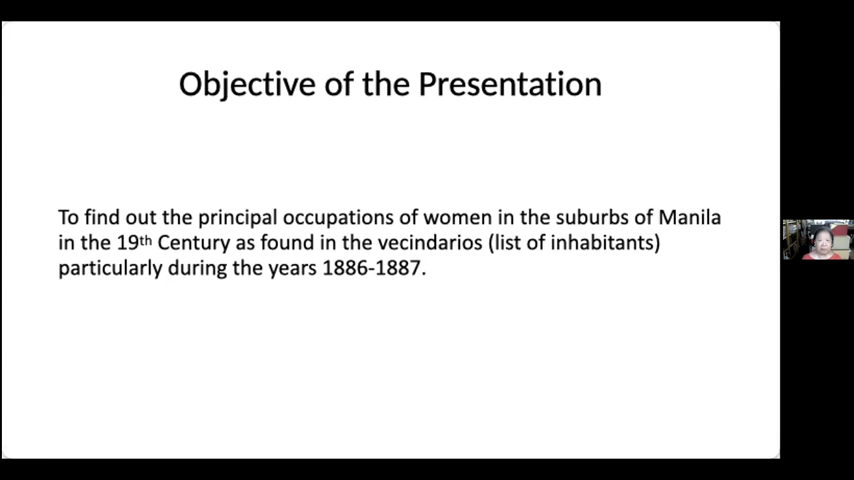 Objective of the Presentation
To find out the principal occupations of women in the suburbs of Manila
in the 19th Century as found in the vecindarios (list of inhabitants)
particularly during the years 1886-1887.